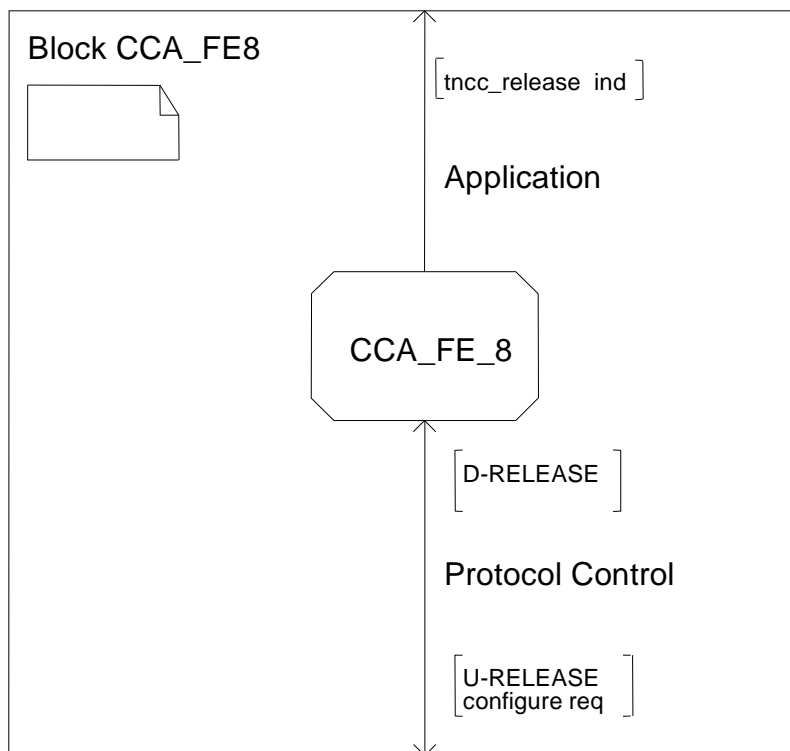 Block CCA_FE8
tncc_release ind
Application
CCA_FE_8
D-RELEASE
Protocol Control
U-RELEASE
configure req